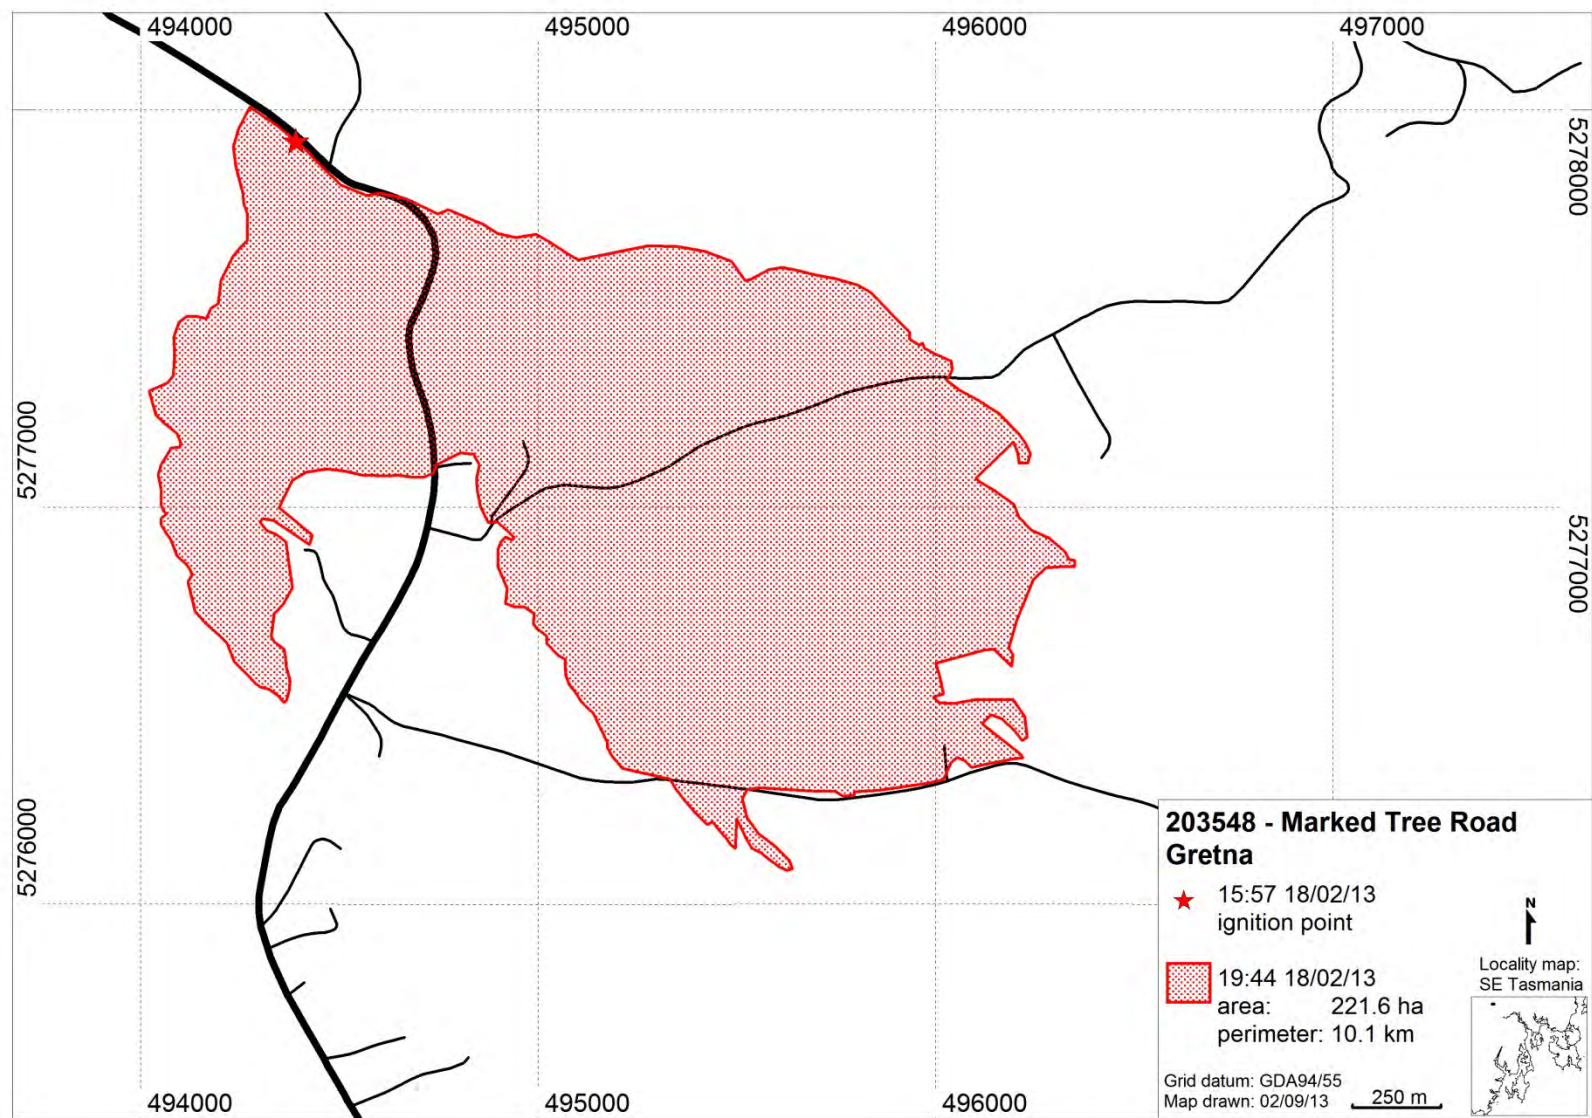 494000
495000
496000
497000
5278000
5277000
5277000
5276000
203548 - Marked Tree Road
Gretna
15:57 18/02/13
ignition point
19:44 18/02/13
area: 221.6 ha
perimeter: 10.1 km
N
Locality map:
SE Tasmania
Grid datum: GDA94/55
Map drawn: 02/09/13
250 m
494000
495000
496000